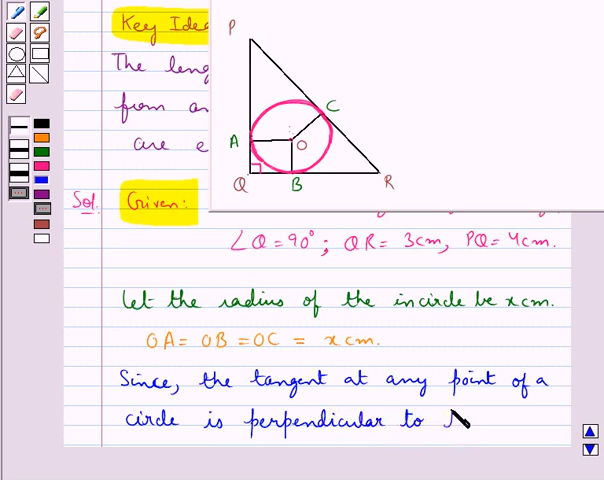 Key Idea
P
The leng
from an
C
are e
A
O
Q
B
R
Sol.
Given:
∠Q = 90°; QR = 3cm, PQ = 4cm.
Let the radius of the incircle be x cm.
OA = OB = OC = x cm.
Since, the tangent at any point of a
circle is perpendicular to